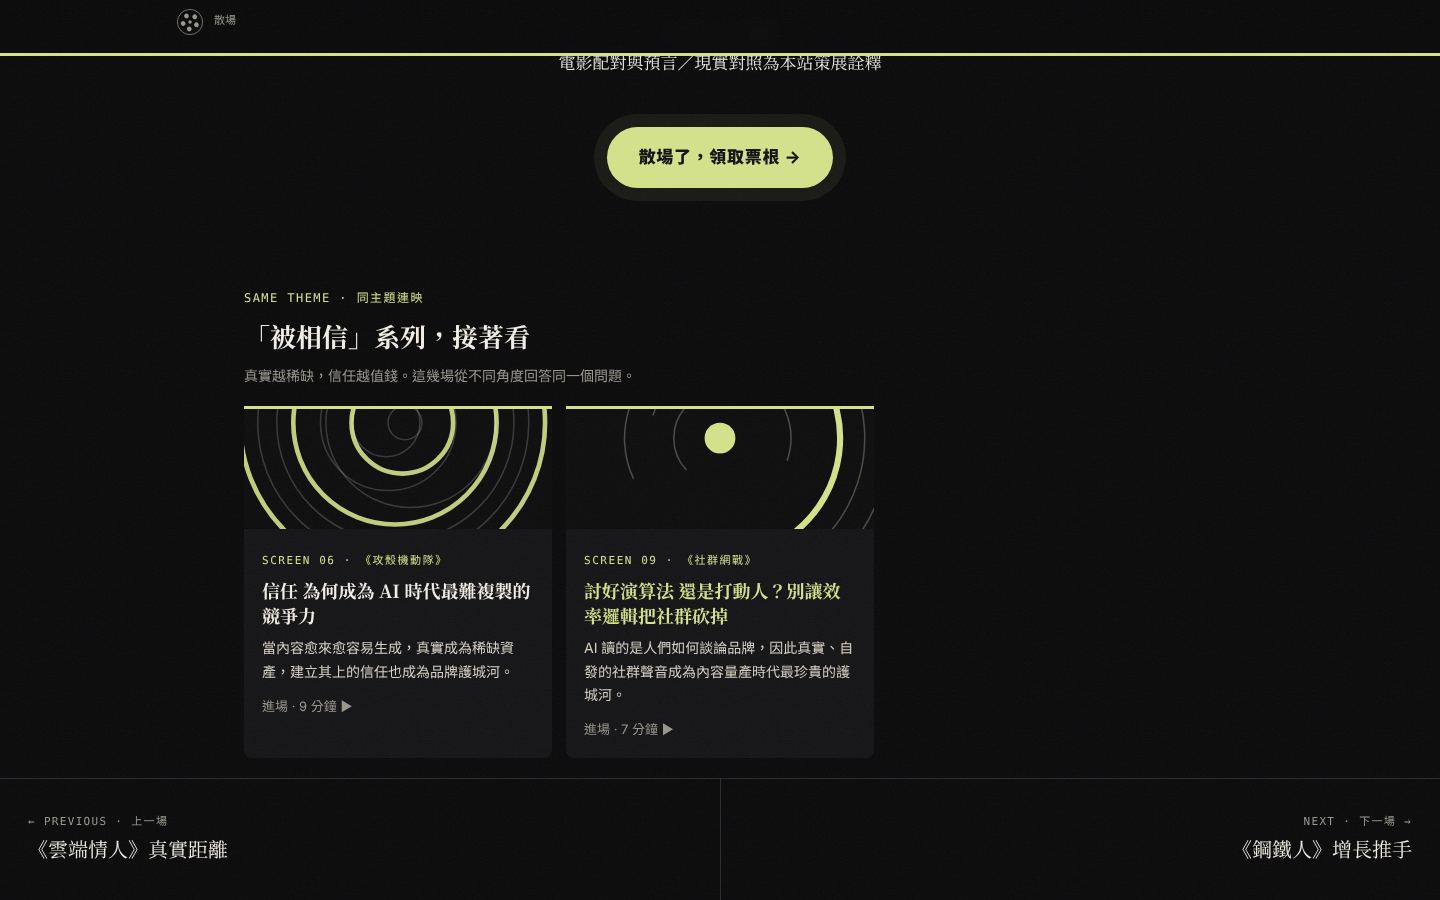 散場
電影配對與預言／現實對照為本站策展詮釋
散場了，領取票根 →
SAME THEME · 同主題連映
「被相信」系列，接著看
真實越稀缺，信任越值錢。這幾場從不同角度回答同一個問題。
SCREEN 06 · 《攻殼機動隊》
信任 為何成為 AI 時代最難複製的
競爭力
當內容愈來愈容易生成，真實成為稀缺資
產，建立其上的信任也成為品牌護城河。
進場 · 9 分鐘 ▶
SCREEN 09 · 《社群網戰》
討好演算法 還是打動人？別讓效
率邏輯把社群砍掉
AI 讀的是人們如何談論品牌，因此真實、自
發的社群聲音成為內容量產時代最珍貴的護
城河。
進場 · 7 分鐘 ▶
← PREVIOUS · 上一場
《雲端情人》真實距離
NEXT · 下一場 →
《鋼鐵人》增長推手